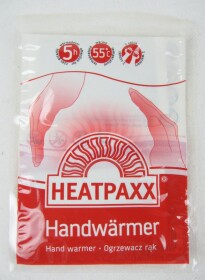 5h 55°C
HEATPAXX®
Handwärmer
Hand warmer - Ogrzewacz rąk